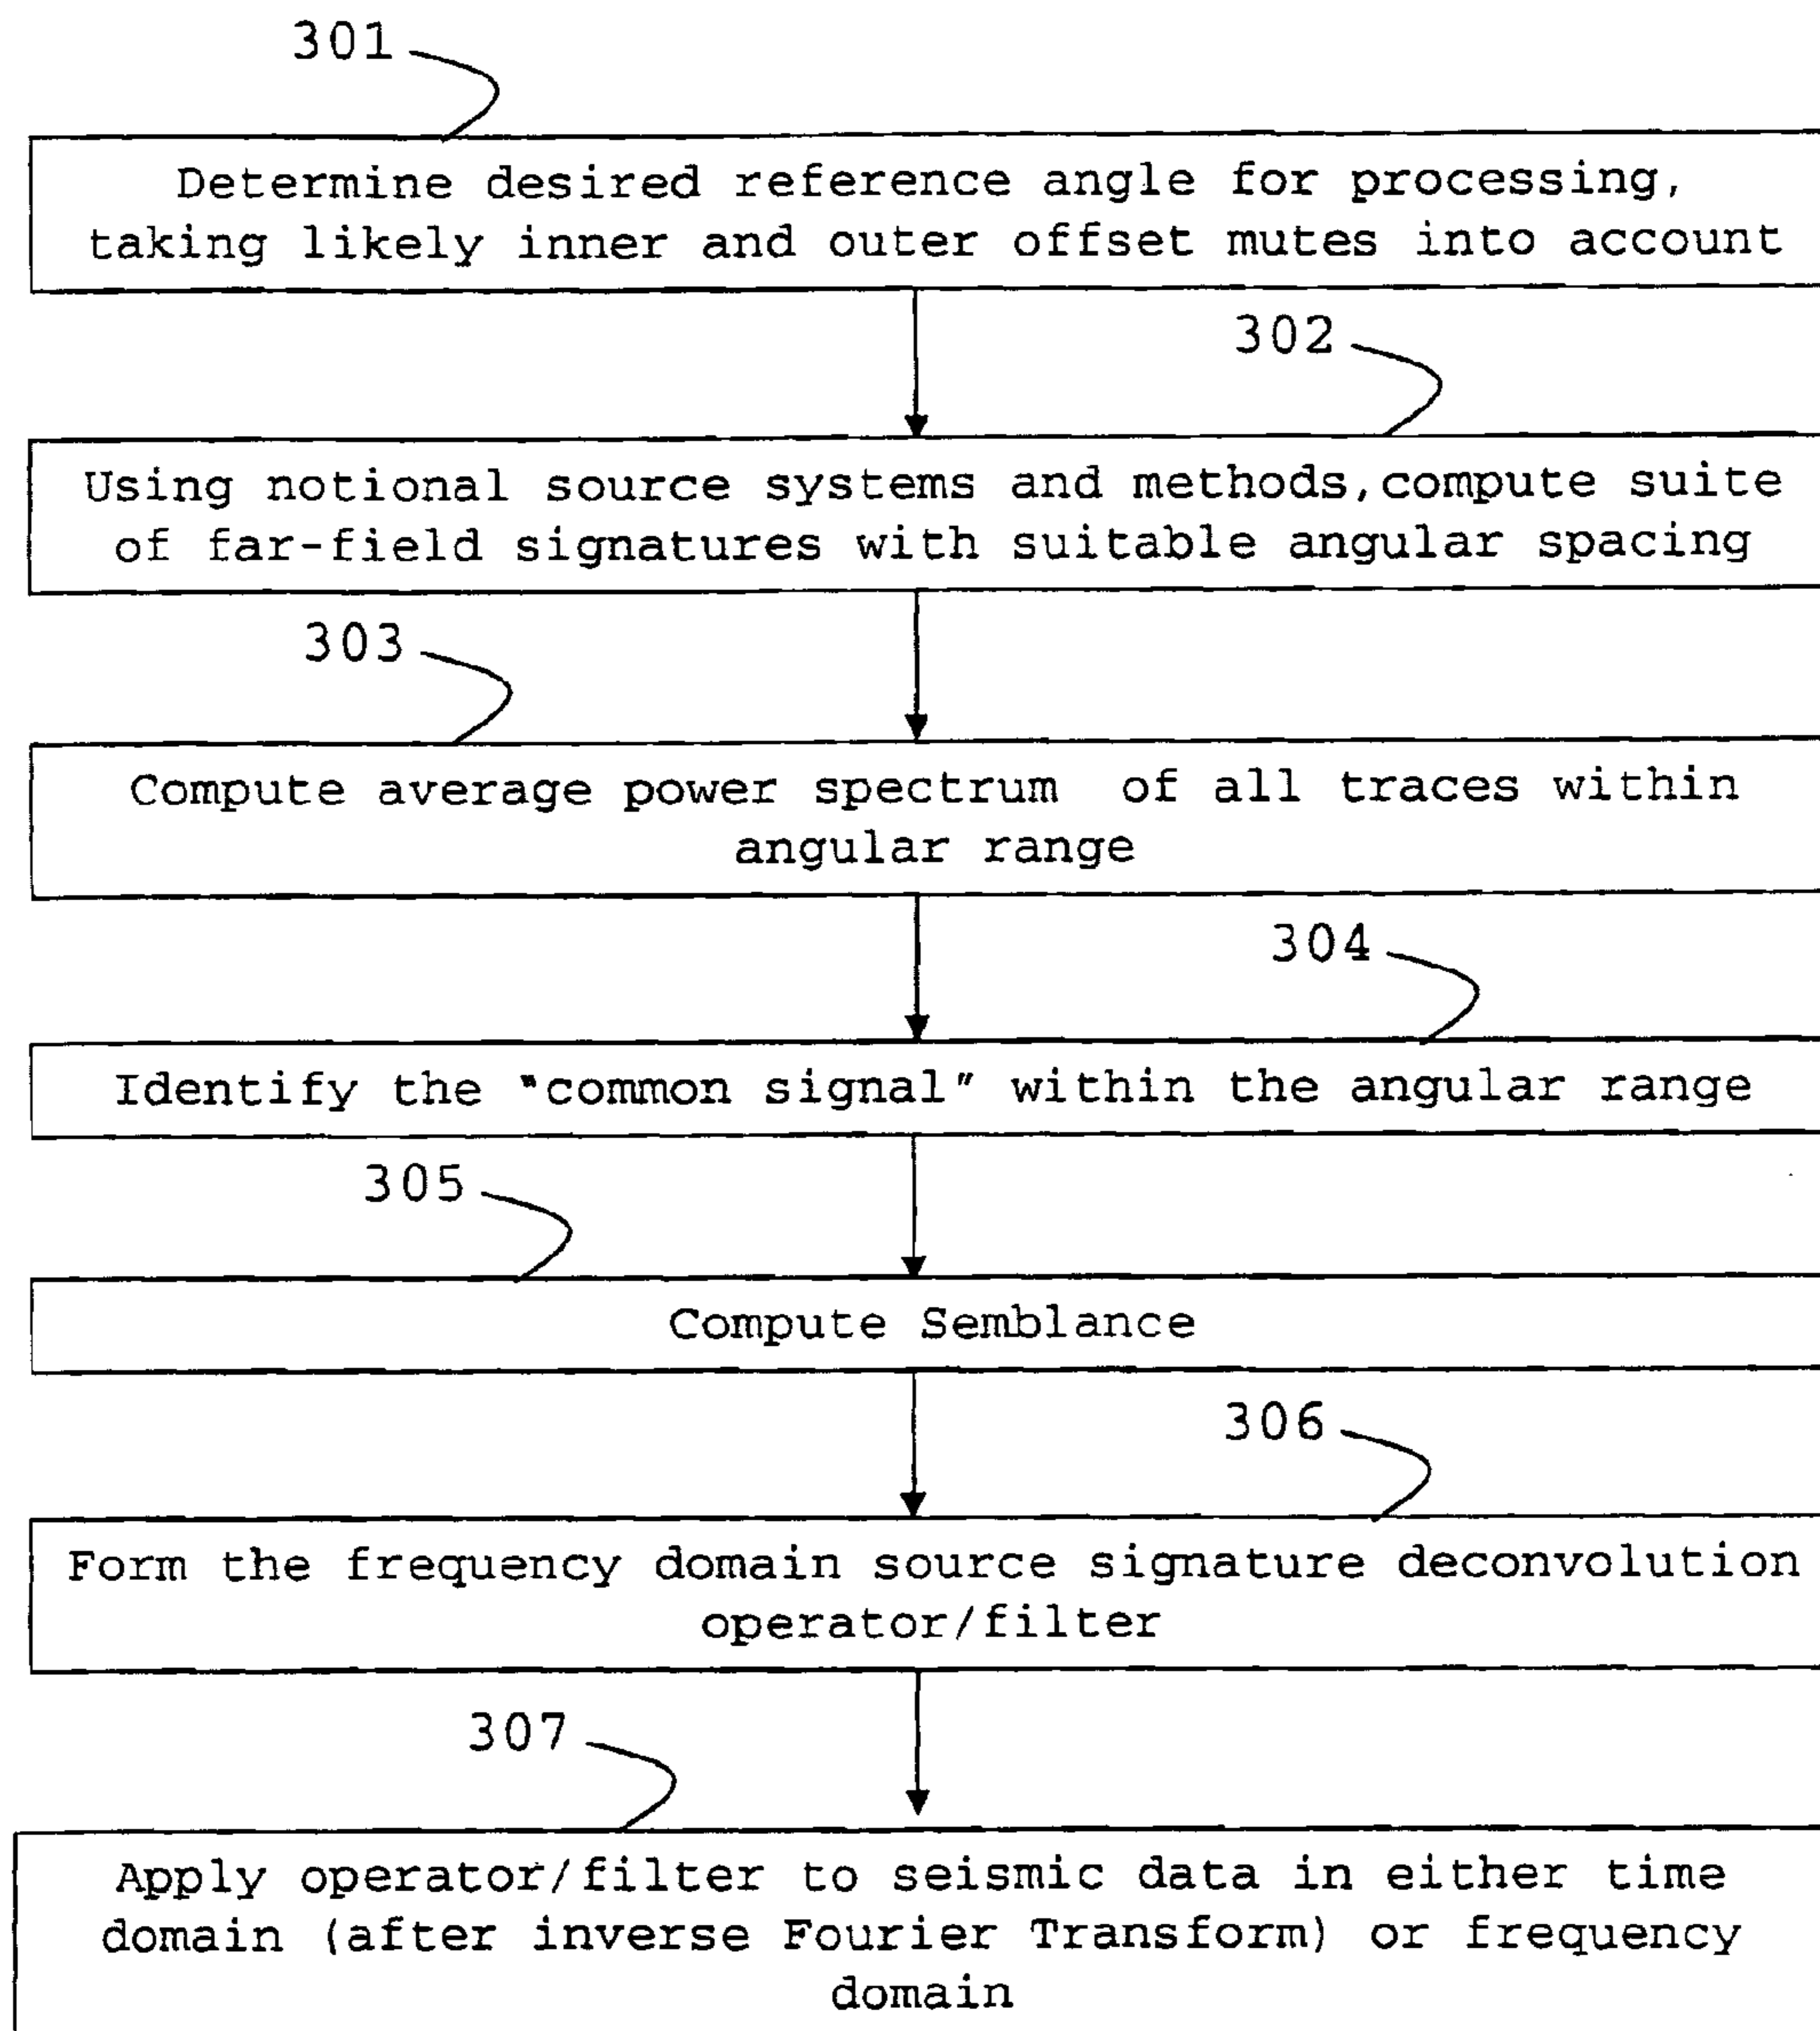 301
Determine desired reference angle for processing,
taking likely inner and outer offset mutes into account
302
Using notional source systems and methods,compute suite
of far-field signatures with suitable angular spacing
303
Compute average power spectrum of all traces within
angular range
304
Identify the "common signal" within the angular range
305
Compute Semblance
306
Form the frequency domain source signature deconvolution
operator/filter
307
Apply operator/filter to seismic data in either time
domain (after inverse Fourier Transform) or frequency
domain